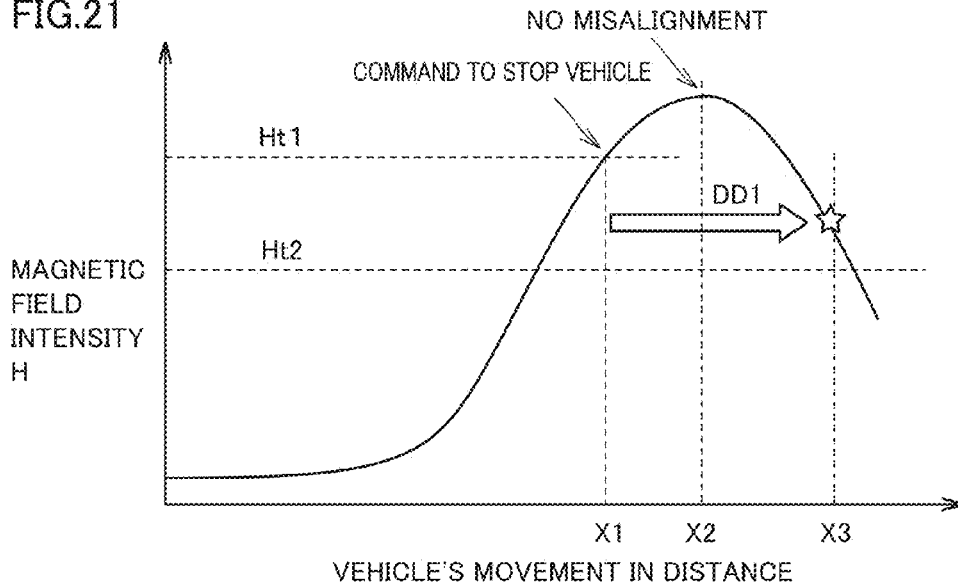 FIG.21
NO MISALIGNMENT
COMMAND TO STOP VEHICLE
Ht1
DD1
Ht2
MAGNETIC
FIELD
INTENSITY
H
X1
X2
X3
VEHICLE'S MOVEMENT IN DISTANCE